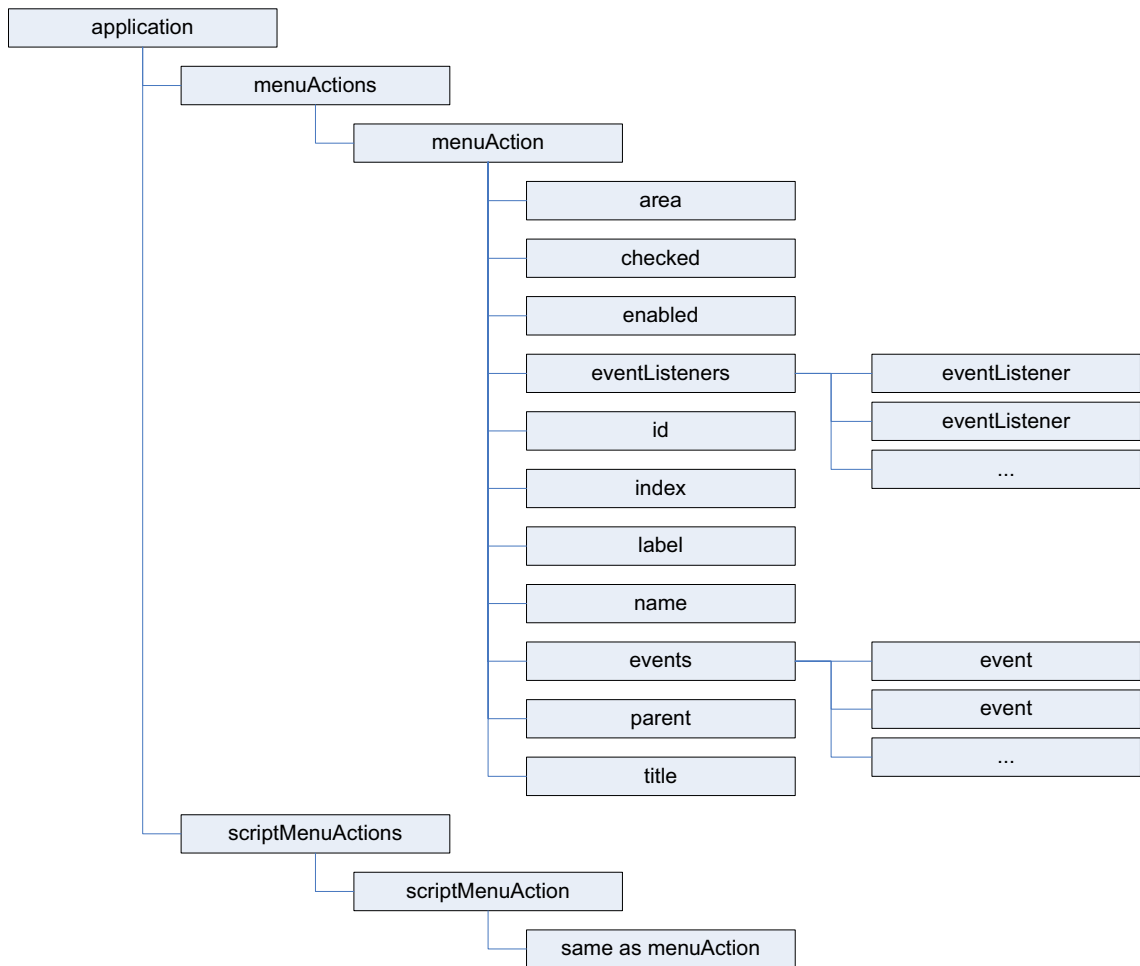 application
menuActions
menuAction
area
checked
enabled
eventListeners
eventListener
eventListener
...
id
index
label
name
events
event
event
...
parent
title
scriptMenuActions
scriptMenuAction
same as menuAction